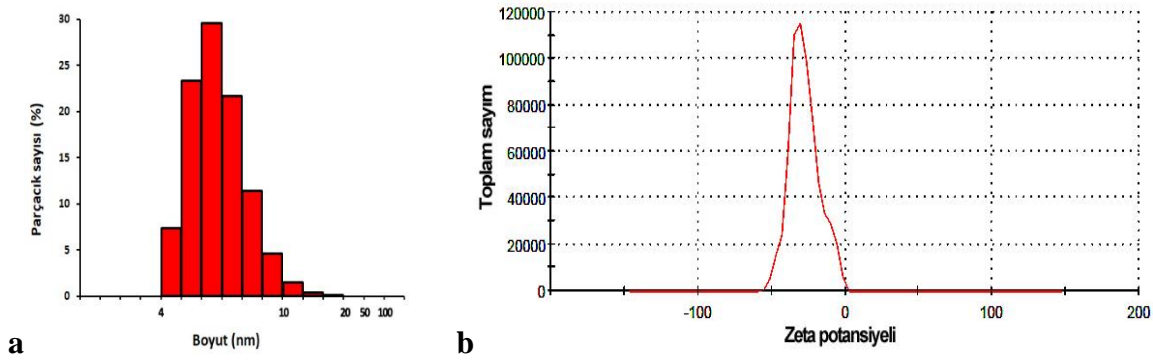 30
25
20
15
10
5
0
Parçacık sayısı (%)
4 10 20 50 100
Boyut (nm)
a
120000
100000
80000
60000
40000
20000
0
Toplam sayım
-100 0 100 200
Zeta potansiyeli
b